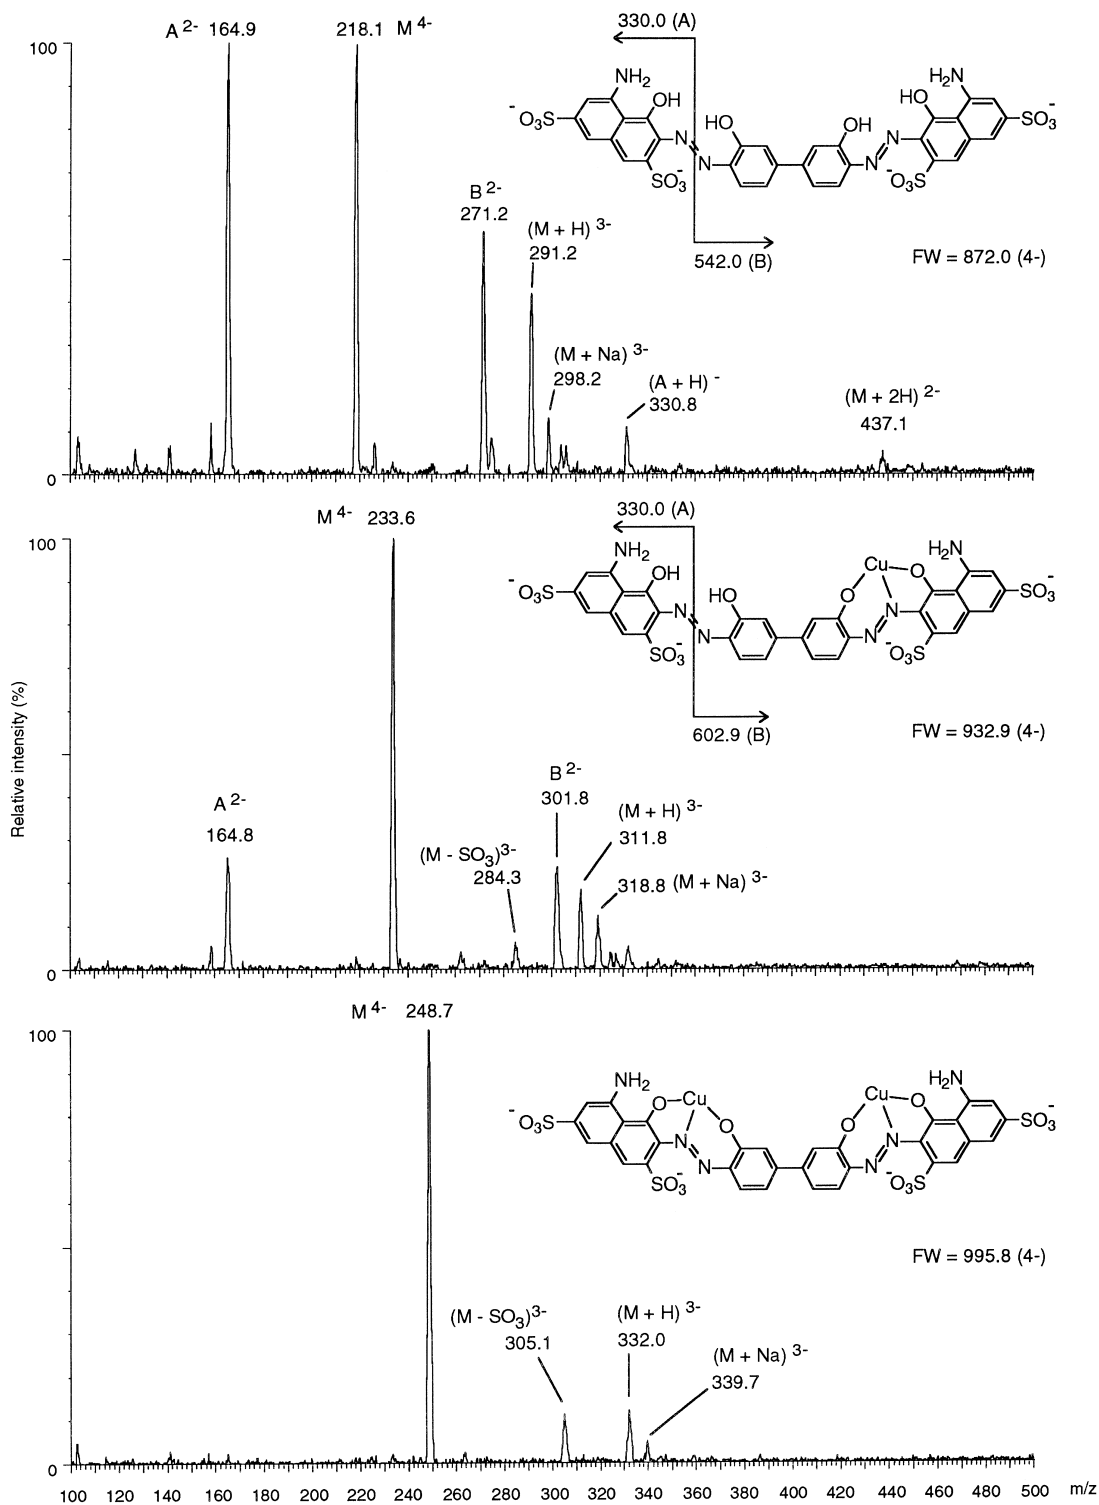 A 2- 164.9
218.1 M 4-
330.0 (A)
100
NH2
H2N
OH
HO
-O3S
SO3-
HO
OH
N
N
N
N
SO3-
-O3S
B 2-
271.2
(M + H) 3-
291.2
542.0 (B)
FW = 872.0 (4-)
(M + Na) 3-
298.2
(A + H) -
330.8
(M + 2H) 2-
437.1
0
M 4- 233.6
330.0 (A)
100
NH2
H2N
OH
Cu
O
-O3S
SO3-
HO
O
N
N
N
N
SO3-
-O3S
602.9 (B)
FW = 932.9 (4-)
Relative intensity (%)
A 2-
164.8
B 2-
301.8
(M + H) 3-
311.8
(M - SO3)3-
284.3
318.8 (M + Na) 3-
0
M 4- 248.7
100
NH2
H2N
O
Cu
Cu
O
-O3S
SO3-
O
O
N
N
N
N
SO3-
-O3S
FW = 995.8 (4-)
(M - SO3)3-
305.1
(M + H) 3-
332.0
(M + Na) 3-
339.7
0
100 120 140 160 180 200 220 240 260 280 300 320 340 360 380 400 420 440 460 480 500 m/z